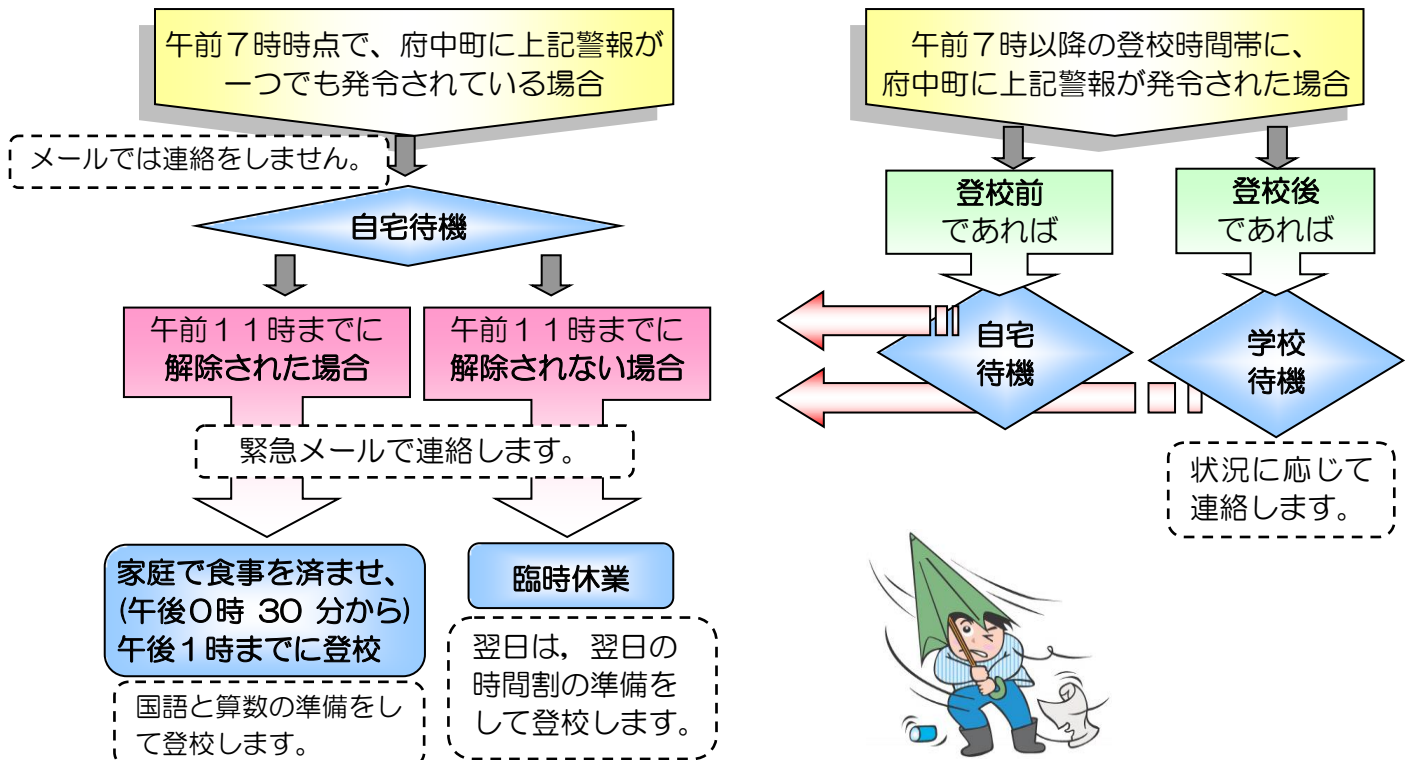 午前７時時点で、府中町に上記警報が
一つでも発令されている場合
メールでは連絡をしません。
自宅待機
午前１１時までに
解除された場合
午前１１時までに
解除されない場合
緊急メールで連絡します。
家庭で食事を済ませ、
(午後０時 30 分から)
午後１時までに登校
国語と算数の準備をし
て登校します。
臨時休業
翌日は，翌日の
時間割の準備を
して登校します。
午前７時以降の登校時間帯に、
府中町に上記警報が発令された場合
登校前
であれば
登校後
であれば
自宅
待機
学校
待機
状況に応じて
連絡します。